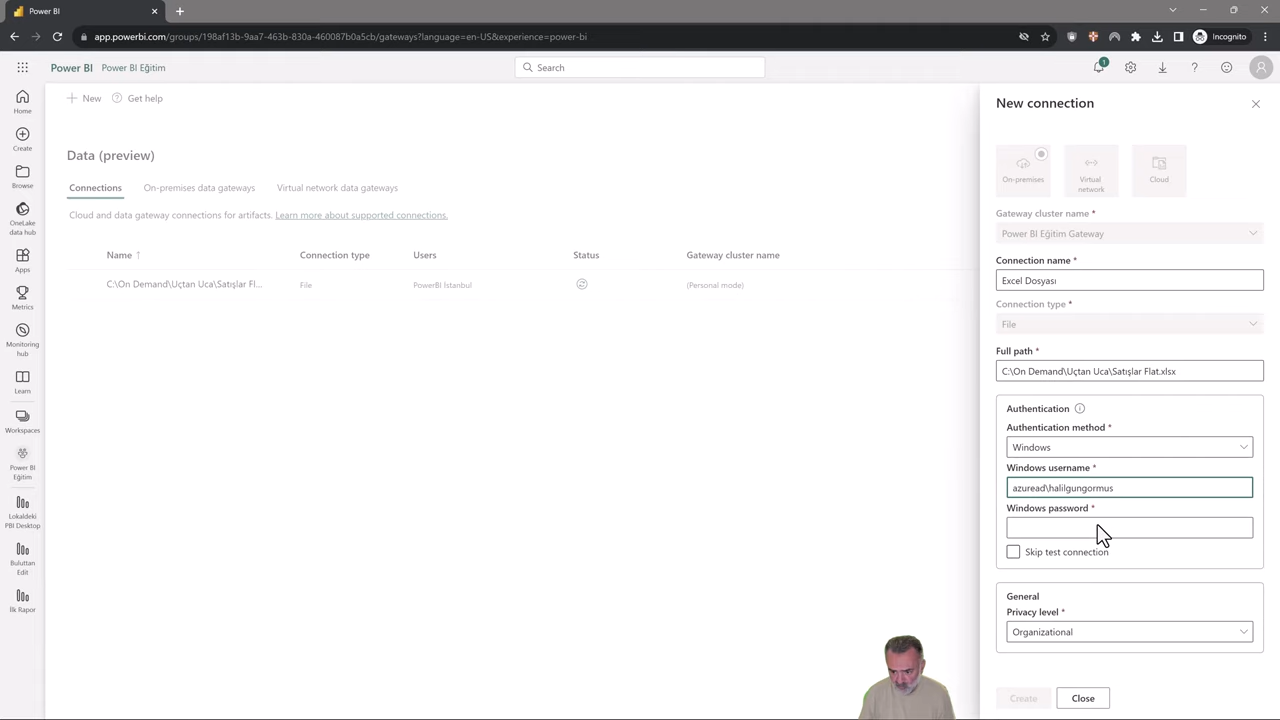 Power BI
app.powerbi.com/groups/198af13b-9aa7-463b-830a-460087b0a5cb/gateways?language=en-US&experience=power-bi
Incognito
Power BI Power BI Eğitim
Search
1
Home
Create
Browse
OneLake
data hub
Apps
Metrics
Monitoring
hub
Learn
Workspaces
Power BI
Eğitim
Lokaldeki
PBI Desktop
Buluttan
Edit
İlk Rapor
New Get help
Data (preview)
Connections On-premises data gateways Virtual network data gateways
Cloud and data gateway connections for artifacts. Learn more about supported connections.
Name ↑ Connection type Users Status Gateway cluster name
C:\On Demand\Uçtan Uca\Satışlar Fl... File PowerBI İstanbul (Personal mode)
New connection
On-premises
Virtual
network
Cloud
Gateway cluster name *
Power BI Eğitim Gateway
Connection name *
Excel Dosyası
Connection type *
File
Full path *
C:\On Demand\Uçtan Uca\Satışlar Flat.xlsx
Authentication
Authentication method *
Windows
Windows username *
azuread\halilgungormus
Windows password *
Skip test connection
General
Privacy level *
Organizational
Create Close